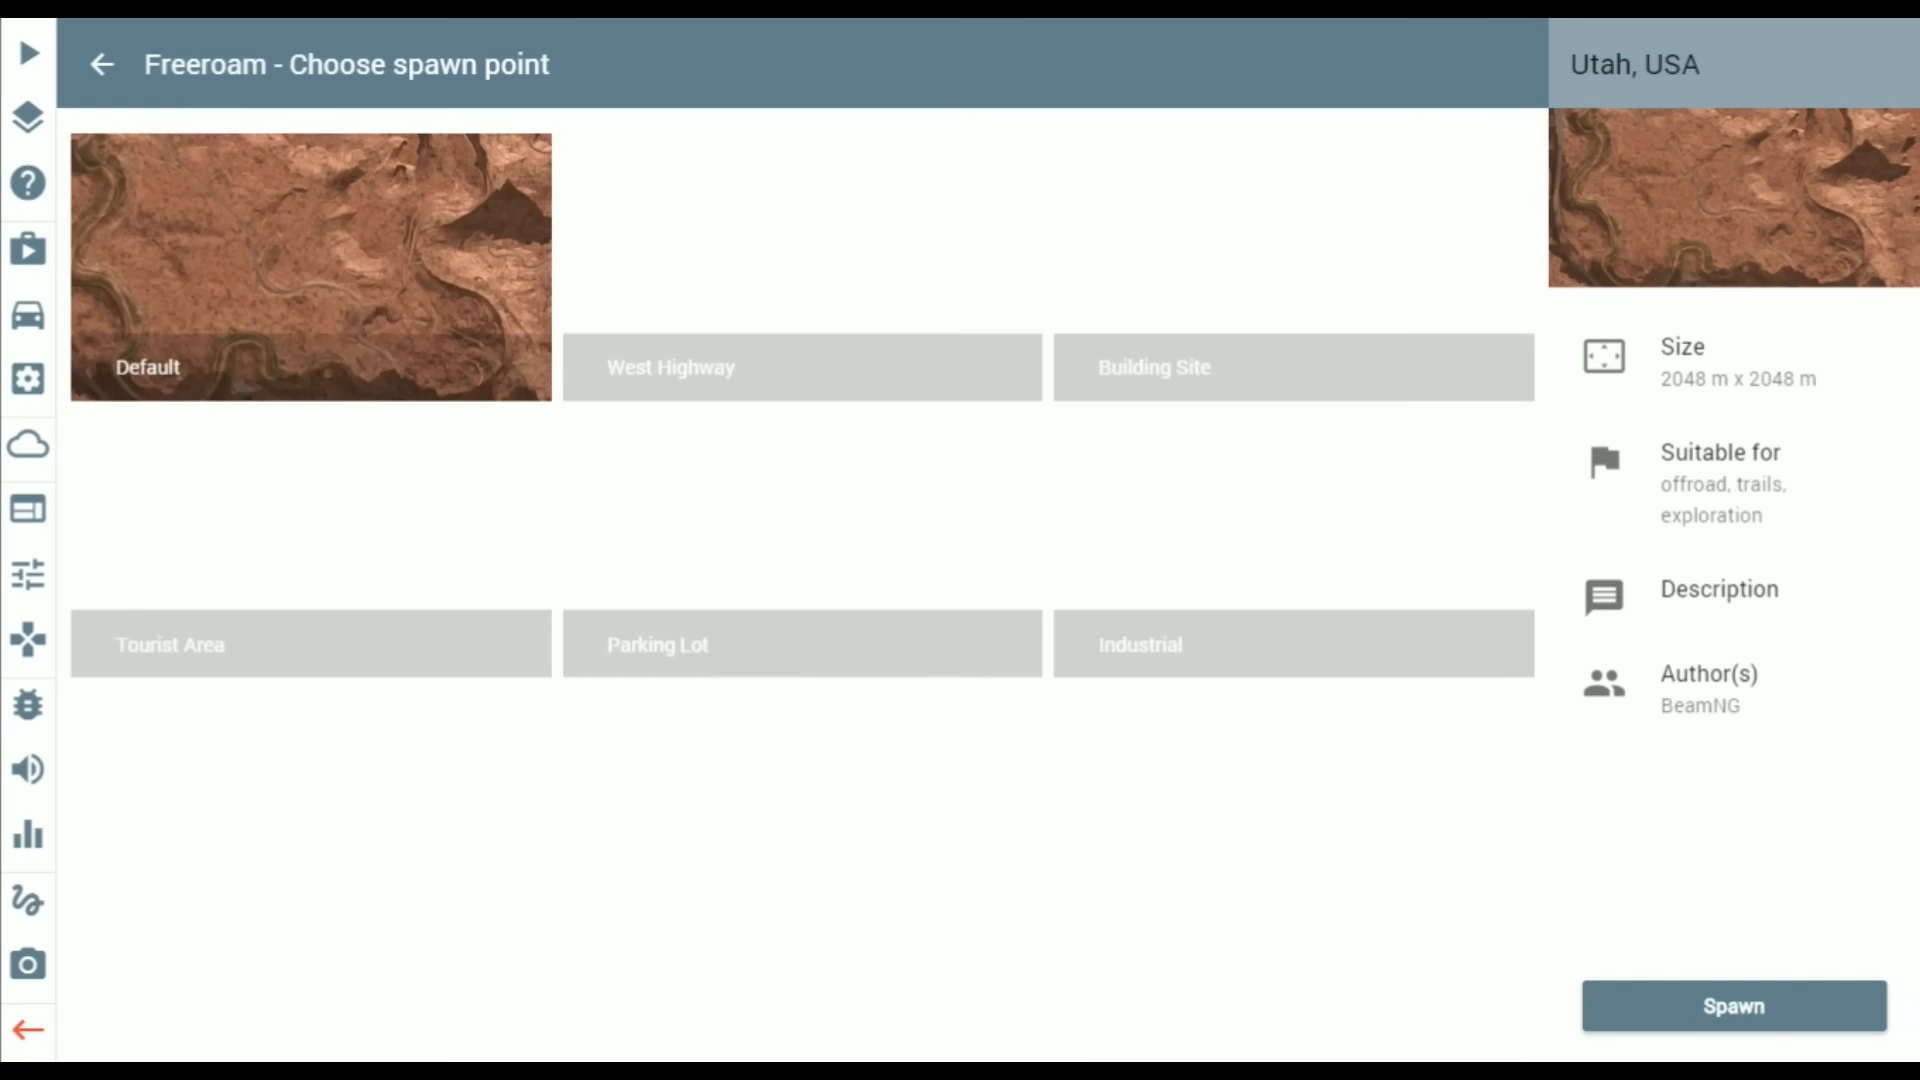 Freeroam - Choose spawn point
Utah, USA
Default
West Highway
Building Site
Tourist Area
Parking Lot
Industrial
Size
2048 m x 2048 m
Suitable for
offroad, trails,
exploration
Description
Author(s)
BeamNG
Spawn